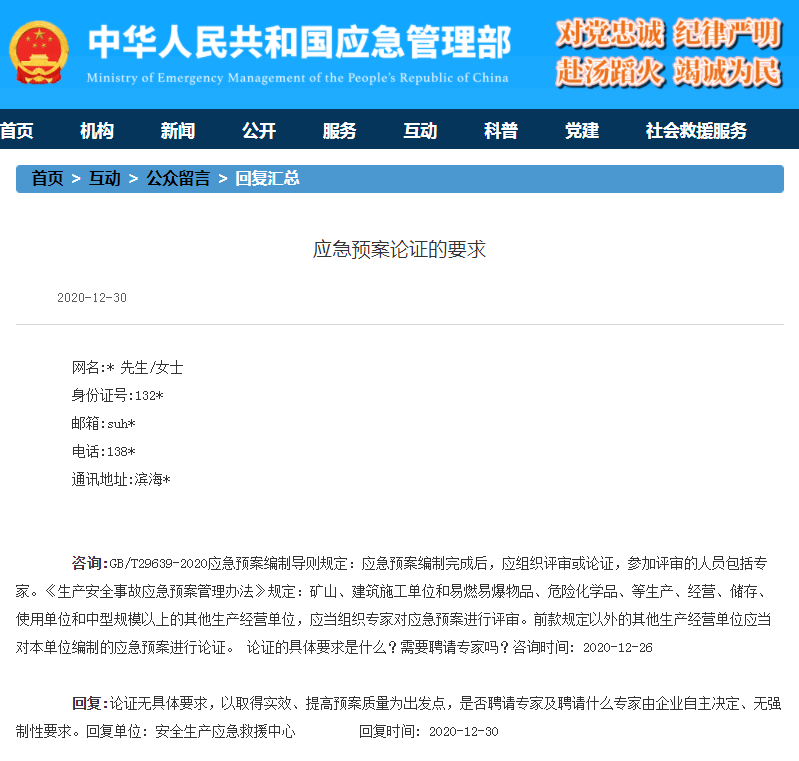 中华人民共和国应急管理部
Ministry of Emergency Management of the People's Republic of China
对党忠诚 纪律严明
赴汤蹈火 竭诚为民
首页 机构 新闻 公开 服务 互动 科普 党建 社会救援服务
首页 > 互动 > 公众留言 > 回复汇总
应急预案论证的要求
2020-12-30
网名:* 先生/女士
身份证号:132*
邮箱:suh*
电话:138*
通讯地址:滨海*
咨询:GB/T29639-2020应急预案编制导则规定：应急预案编制完成后，应组织评审或论证，参加评审的人员包括专
家。《生产安全事故应急预案管理办法》规定：矿山、建筑施工单位和易燃易爆物品、危险化学品、等生产、经营、储存、
使用单位和中型规模以上的其他生产经营单位，应当组织专家对应急预案进行评审。前款规定以外的其他生产经营单位应当
对本单位编制的应急预案进行论证。 论证的具体要求是什么？需要聘请专家吗？咨询时间：2020-12-26
回复:论证无具体要求，以取得实效、提高预案质量为出发点，是否聘请专家及聘请什么专家由企业自主决定、无强
制性要求。回复单位：安全生产应急救援中心 回复时间：2020-12-30